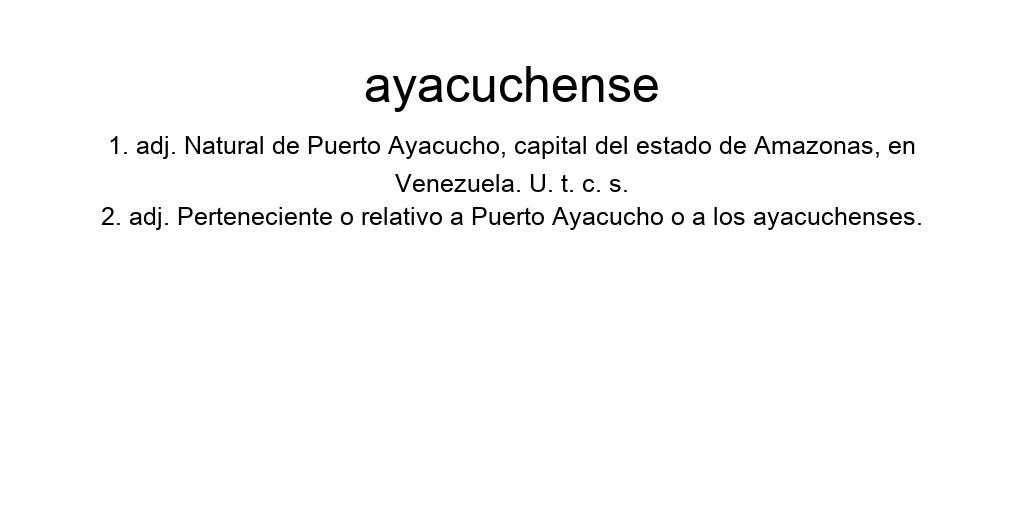 ayacuchense
1. adj. Natural de Puerto Ayacucho, capital del estado de Amazonas, en
Venezuela. U. t. c. s.
2. adj. Perteneciente o relativo a Puerto Ayacucho o a los ayacuchenses.